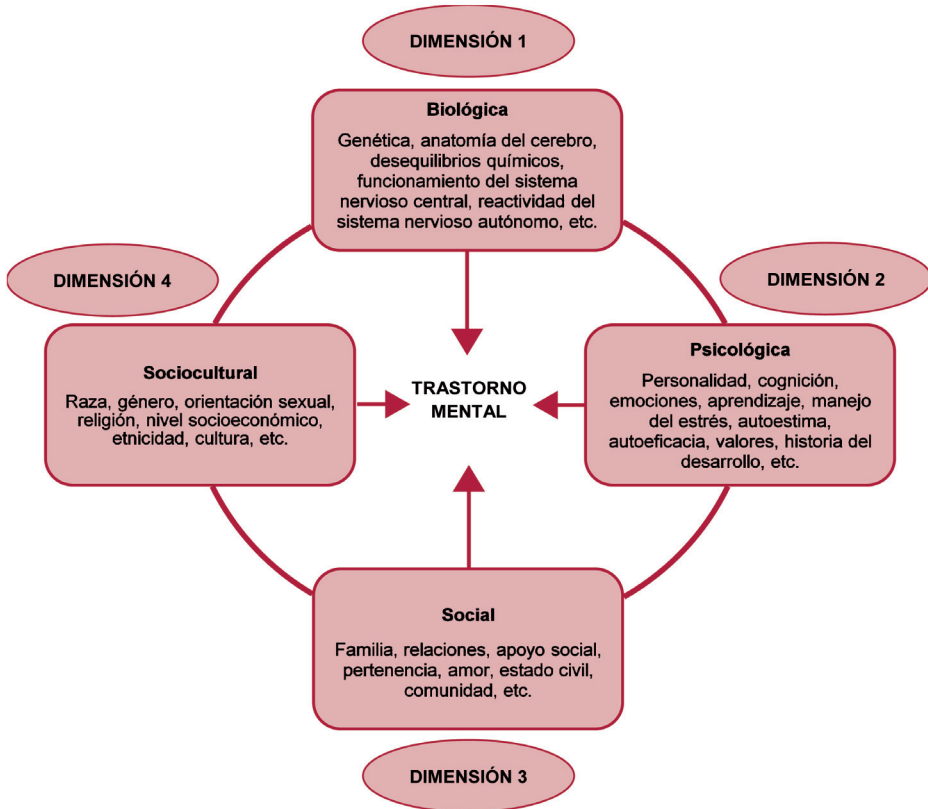 DIMENSIÓN 1
Biológica
Genética, anatomía del cerebro,
desequilibrios químicos,
funcionamiento del sistema
nervioso central, reactividad del
sistema nervioso autónomo, etc.
DIMENSIÓN 4
DIMENSIÓN 2
Sociocultural
Raza, género, orientación sexual,
religión, nivel socioeconómico,
etnicidad, cultura, etc.
TRASTORNO
MENTAL
Psicológica
Personalidad, cognición,
emociones, aprendizaje, manejo
del estrés, autoestima,
autoeficacia, valores, historia del
desarrollo, etc.
Social
Familia, relaciones, apoyo social,
pertenencia, amor, estado civil,
comunidad, etc.
DIMENSIÓN 3